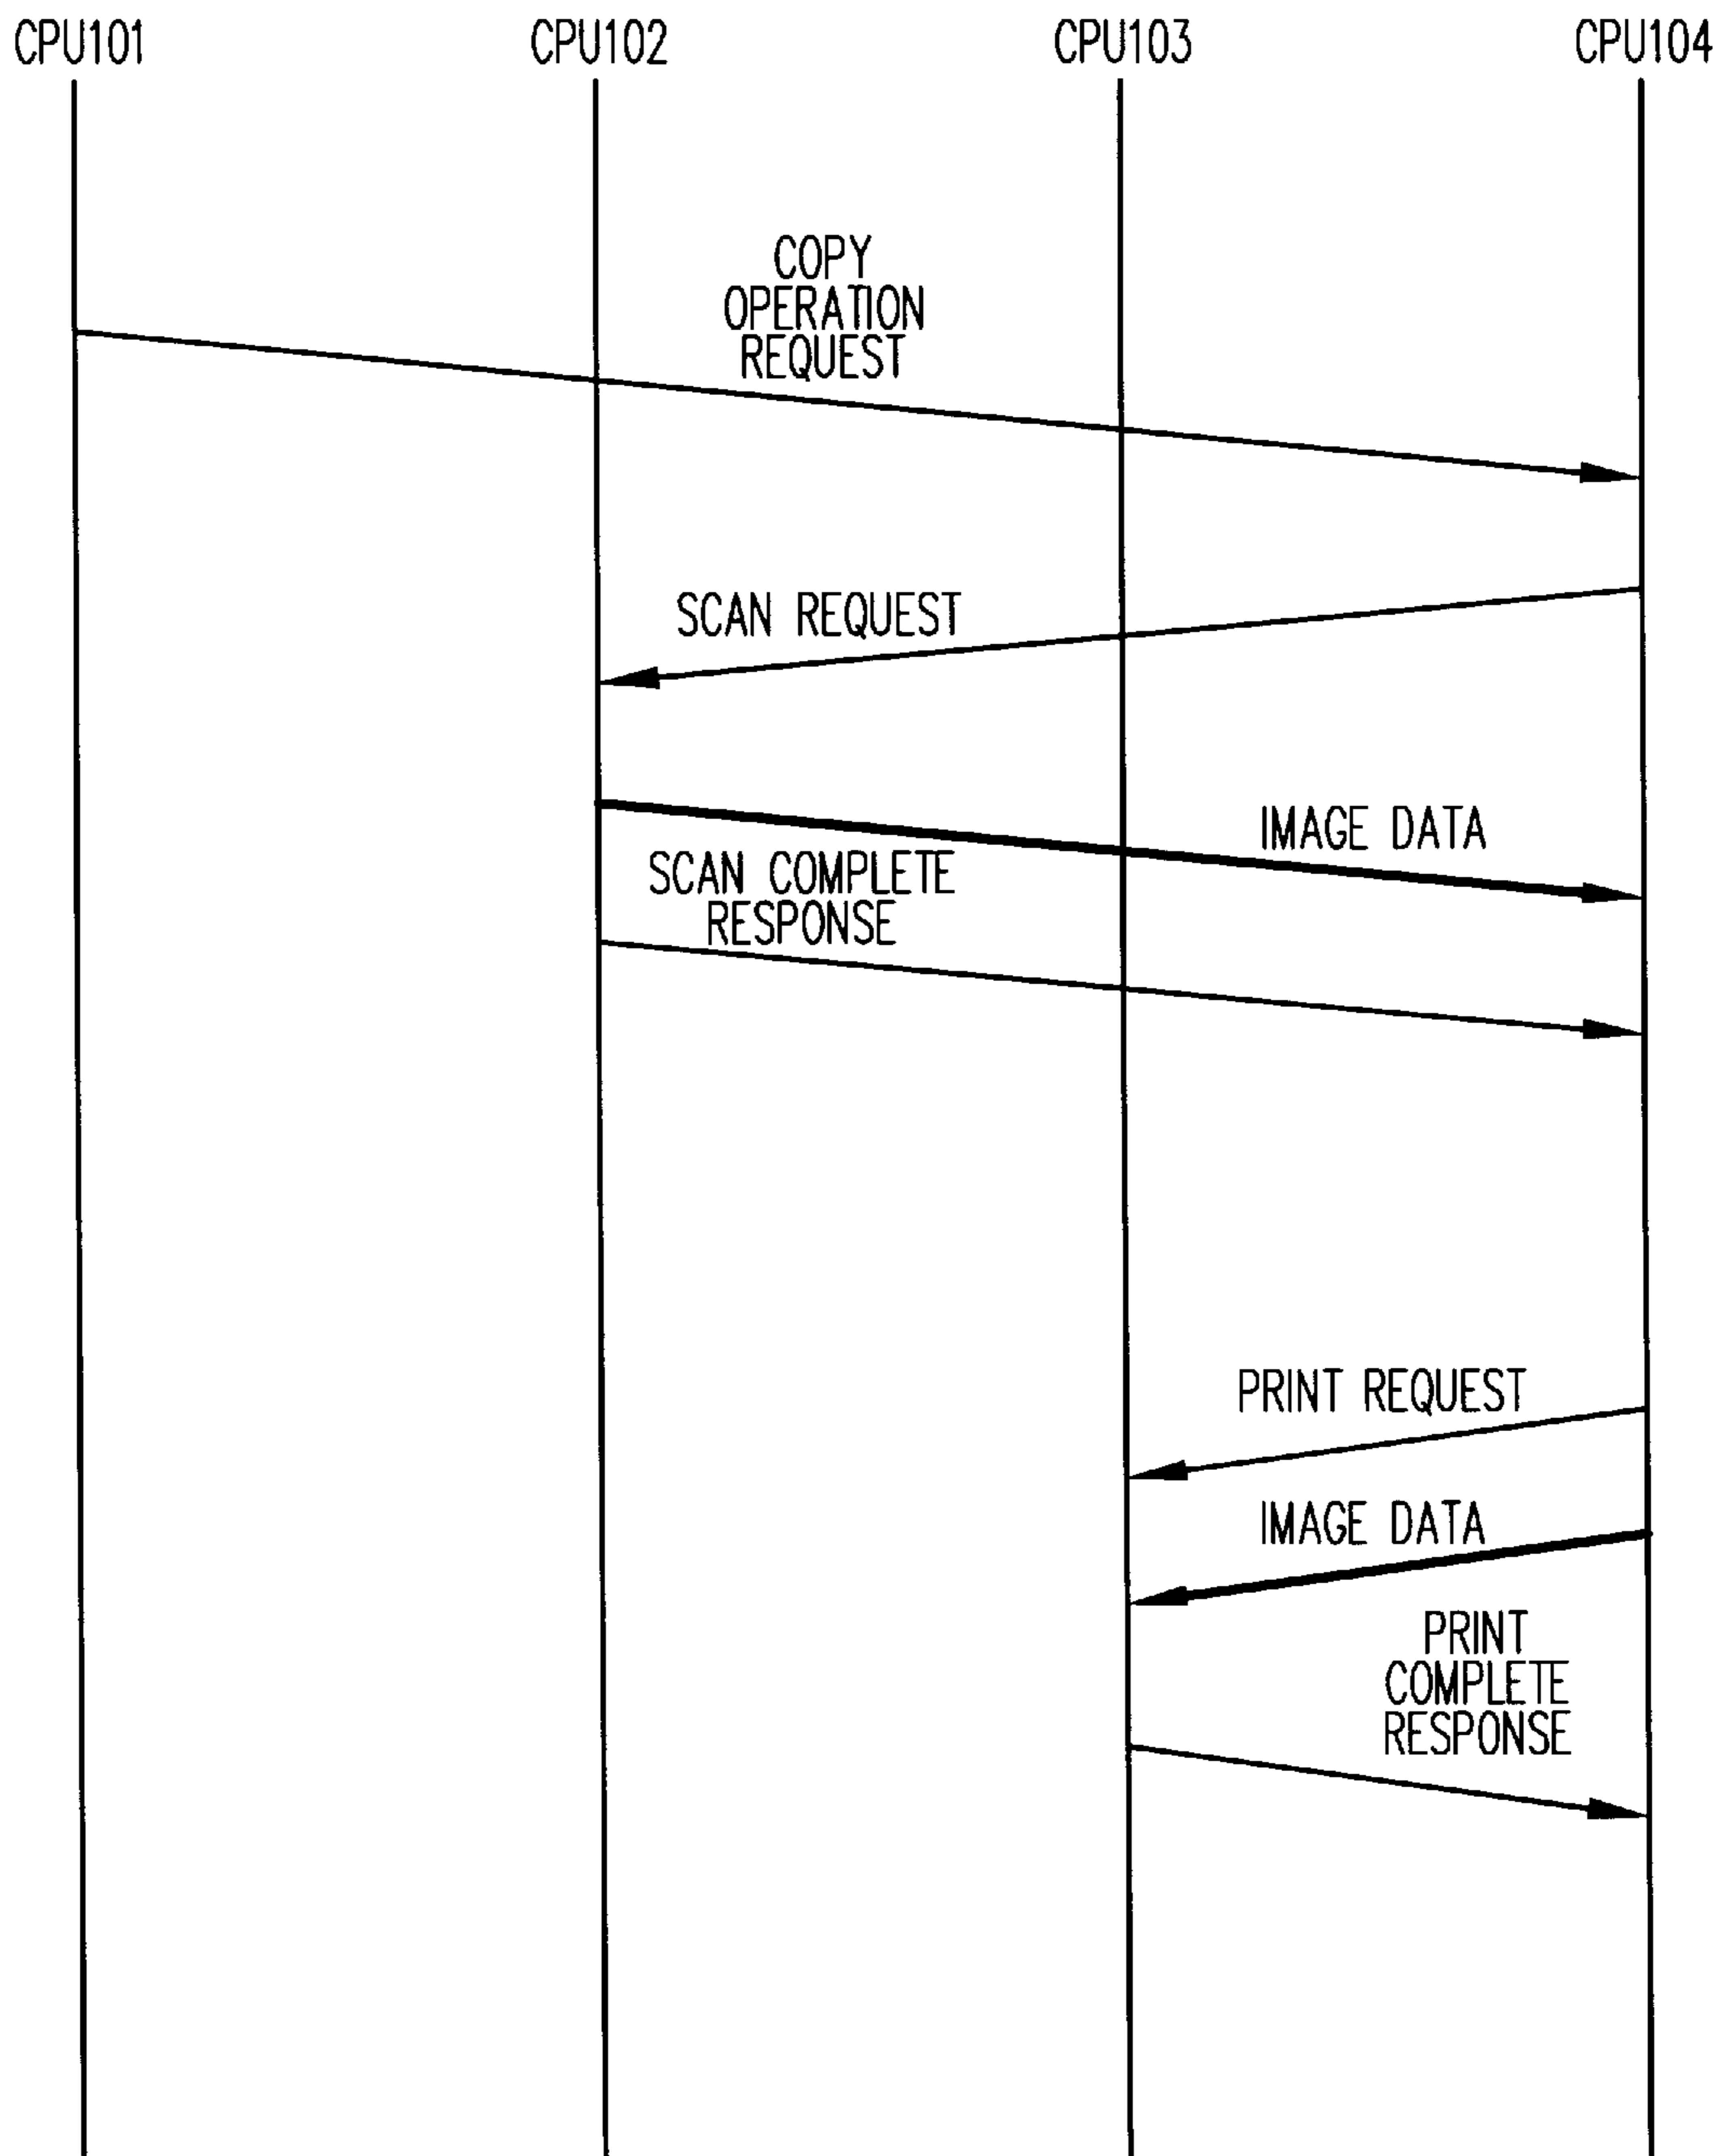 CPU101 CPU102 CPU103 CPU104
COPY
OPERATION
REQUEST
SCAN REQUEST
IMAGE DATA
SCAN COMPLETE
RESPONSE
PRINT REQUEST
IMAGE DATA
PRINT
COMPLETE
RESPONSE